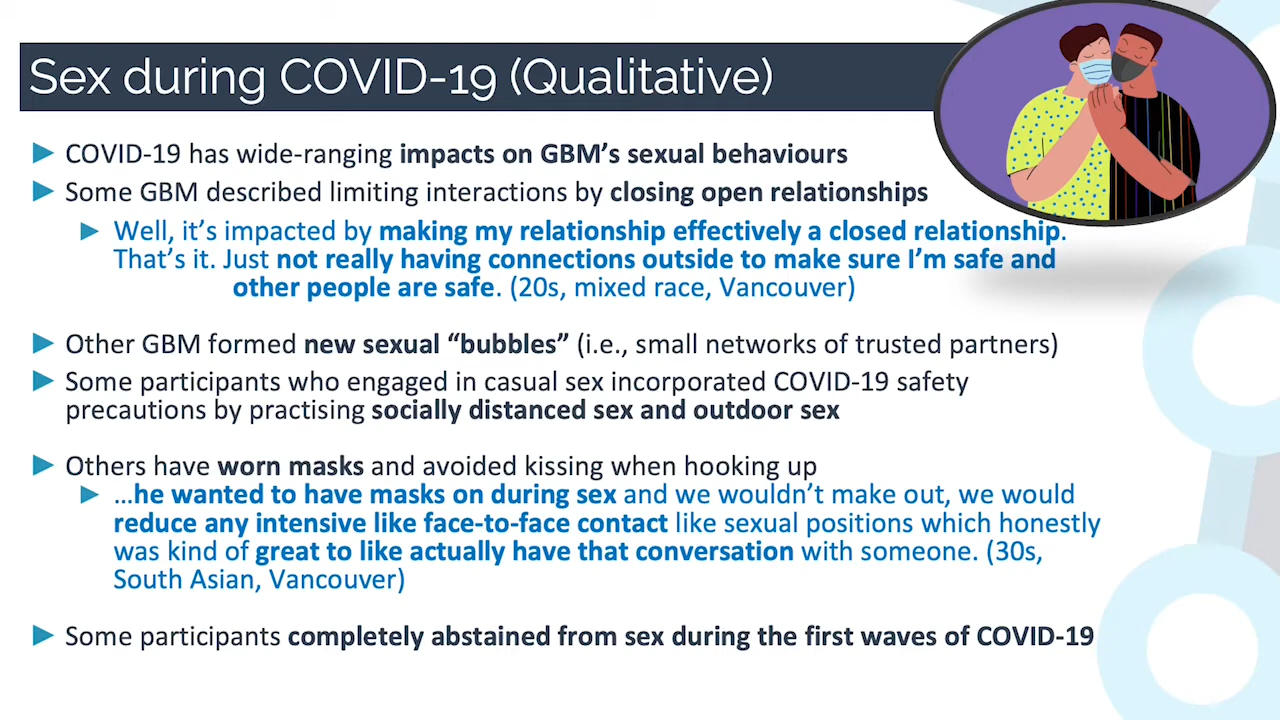 Sex during COVID-19 (Qualitative)
COVID-19 has wide-ranging impacts on GBM's sexual behaviours
Some GBM described limiting interactions by closing open relationships
Well, it's impacted by making my relationship effectively a closed relationship.
That's it. Just not really having connections outside to make sure I'm safe and
other people are safe. (20s, mixed race, Vancouver)
Other GBM formed new sexual "bubbles" (i.e., small networks of trusted partners)
Some participants who engaged in casual sex incorporated COVID-19 safety
precautions by practising socially distanced sex and outdoor sex
Others have worn masks and avoided kissing when hooking up
…he wanted to have masks on during sex and we wouldn't make out, we would
reduce any intensive like face-to-face contact like sexual positions which honestly
was kind of great to like actually have that conversation with someone. (30s,
South Asian, Vancouver)
Some participants completely abstained from sex during the first waves of COVID-19